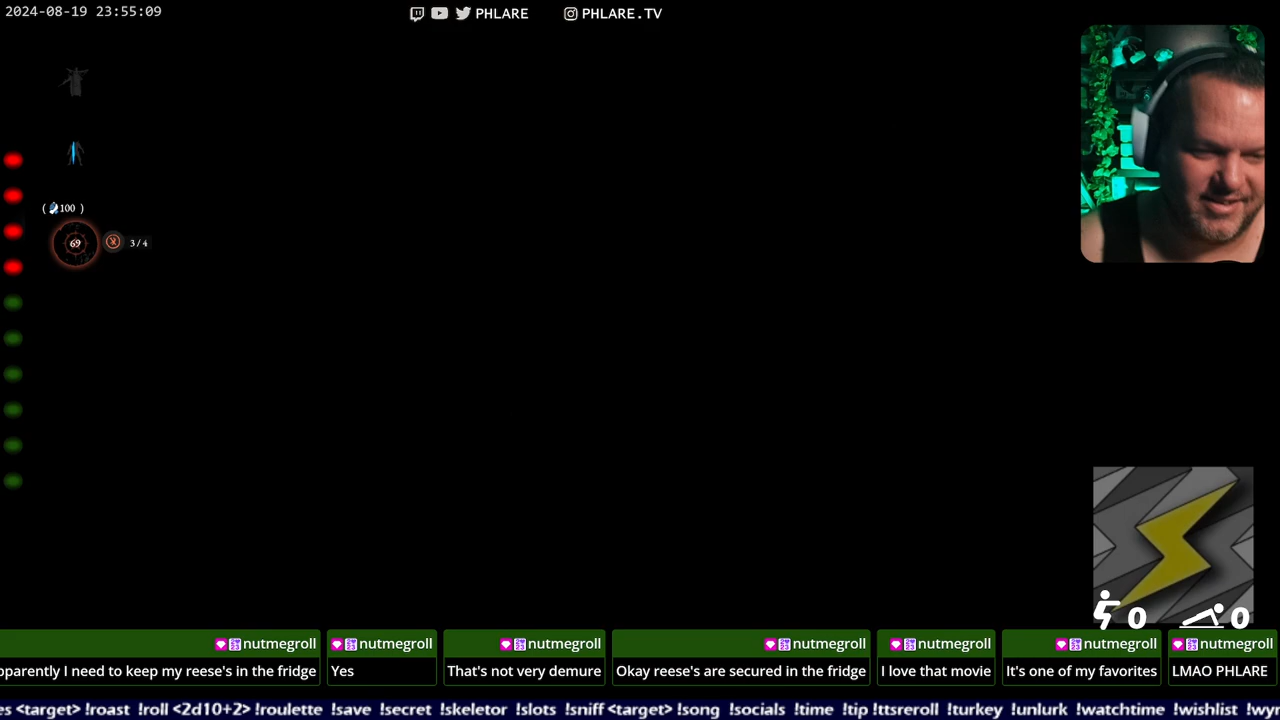 2024-08-19 23:55:09
PHLARE
PHLARE.TV
( 100 )
69
3/4
0
0
nutmegroll
pparently I need to keep my reese's in the fridge
nutmegroll
Yes
nutmegroll
That's not very demure
nutmegroll
Okay reese's are secured in the fridge
nutmegroll
I love that movie
nutmegroll
It's one of my favorites
nutmegroll
LMAO PHLARE
es <target> !roast !roll <2d10+2> !roulette !save !secret !skeletor !slots !sniff <target> !song !socials !time !tip !ttsreroll !turkey !unlurk !watchtime !wishlist !wyr